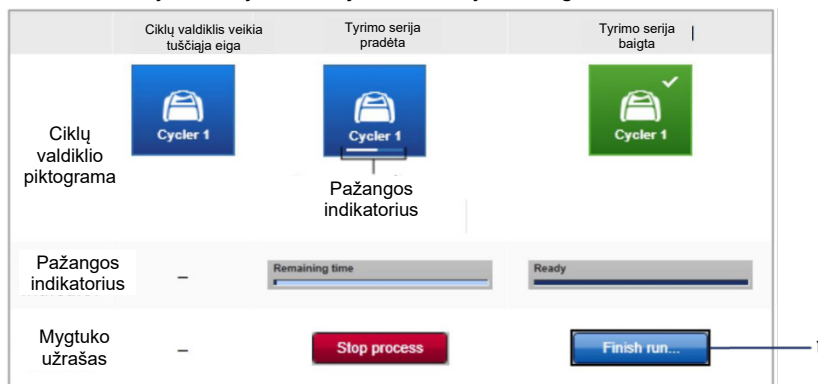 Ciklų valdiklis veikia
tuščiąja eiga
Tyrimo serija
pradėta
Tyrimo serija
baigta
Ciklų
valdiklio
piktograma
Cycler 1
Cycler 1
Cycler 1
Pažangos
indikatorius
Pažangos
indikatorius
–
Remaining time
Ready
Mygtuko
užrašas
–
Stop process
Finish run...